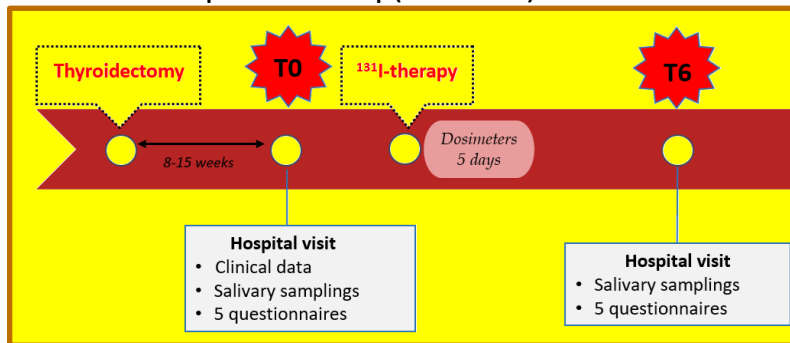 Thyroidectomy
T0
¹³¹I-therapy
T6
8-15 weeks
Dosimeters
5 days
Hospital visit
• Clinical data
• Salivary samplings
• 5 questionnaires
Hospital visit
• Salivary samplings
• 5 questionnaires